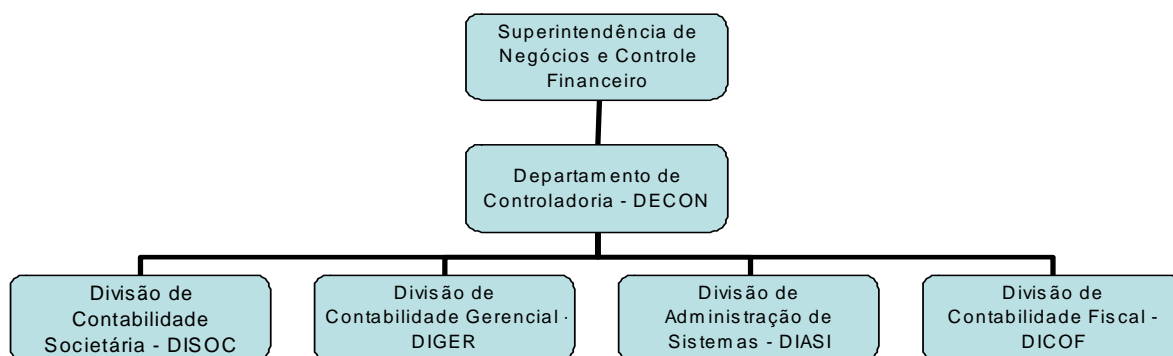 Superintendência de
Negócios e Controle
Financeiro
Departamento de
Controladoria - DECON
Divisão de
Contabilidade
Societária - DISOC
Divisão de
Contabilidade Gerencial -
DIGER
Divisão de
Administração de
Sistemas - DIASI
Divisão de
Contabilidade Fiscal -
DICOF